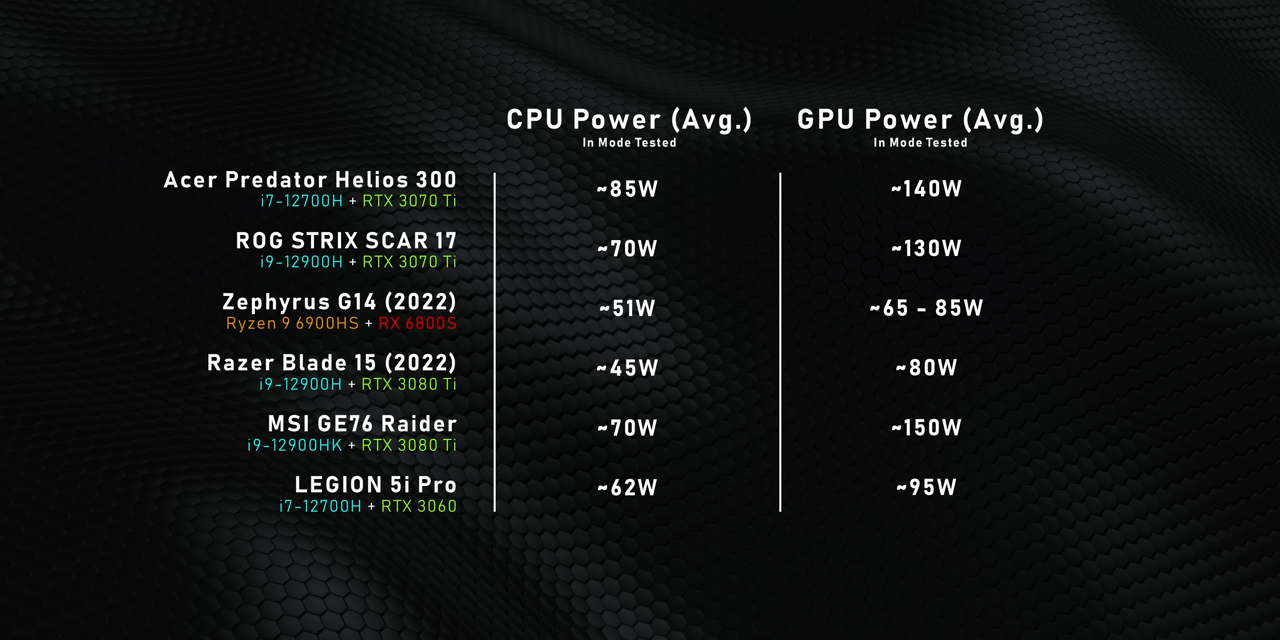 CPU Power (Avg.) GPU Power (Avg.)
In Mode Tested In Mode Tested
Acer Predator Helios 300 ~85W ~140W
i7-12700H + RTX 3070 Ti
ROG STRIX SCAR 17 ~70W ~130W
i9-12900H + RTX 3070 Ti
Zephyrus G14 (2022) ~51W ~65 - 85W
Ryzen 9 6900HS + RX 6800S
Razer Blade 15 (2022) ~45W ~80W
i9-12900H + RTX 3080 Ti
MSI GE76 Raider ~70W ~150W
i9-12900HK + RTX 3080 Ti
LEGION 5i Pro ~62W ~95W
i7-12700H + RTX 3060